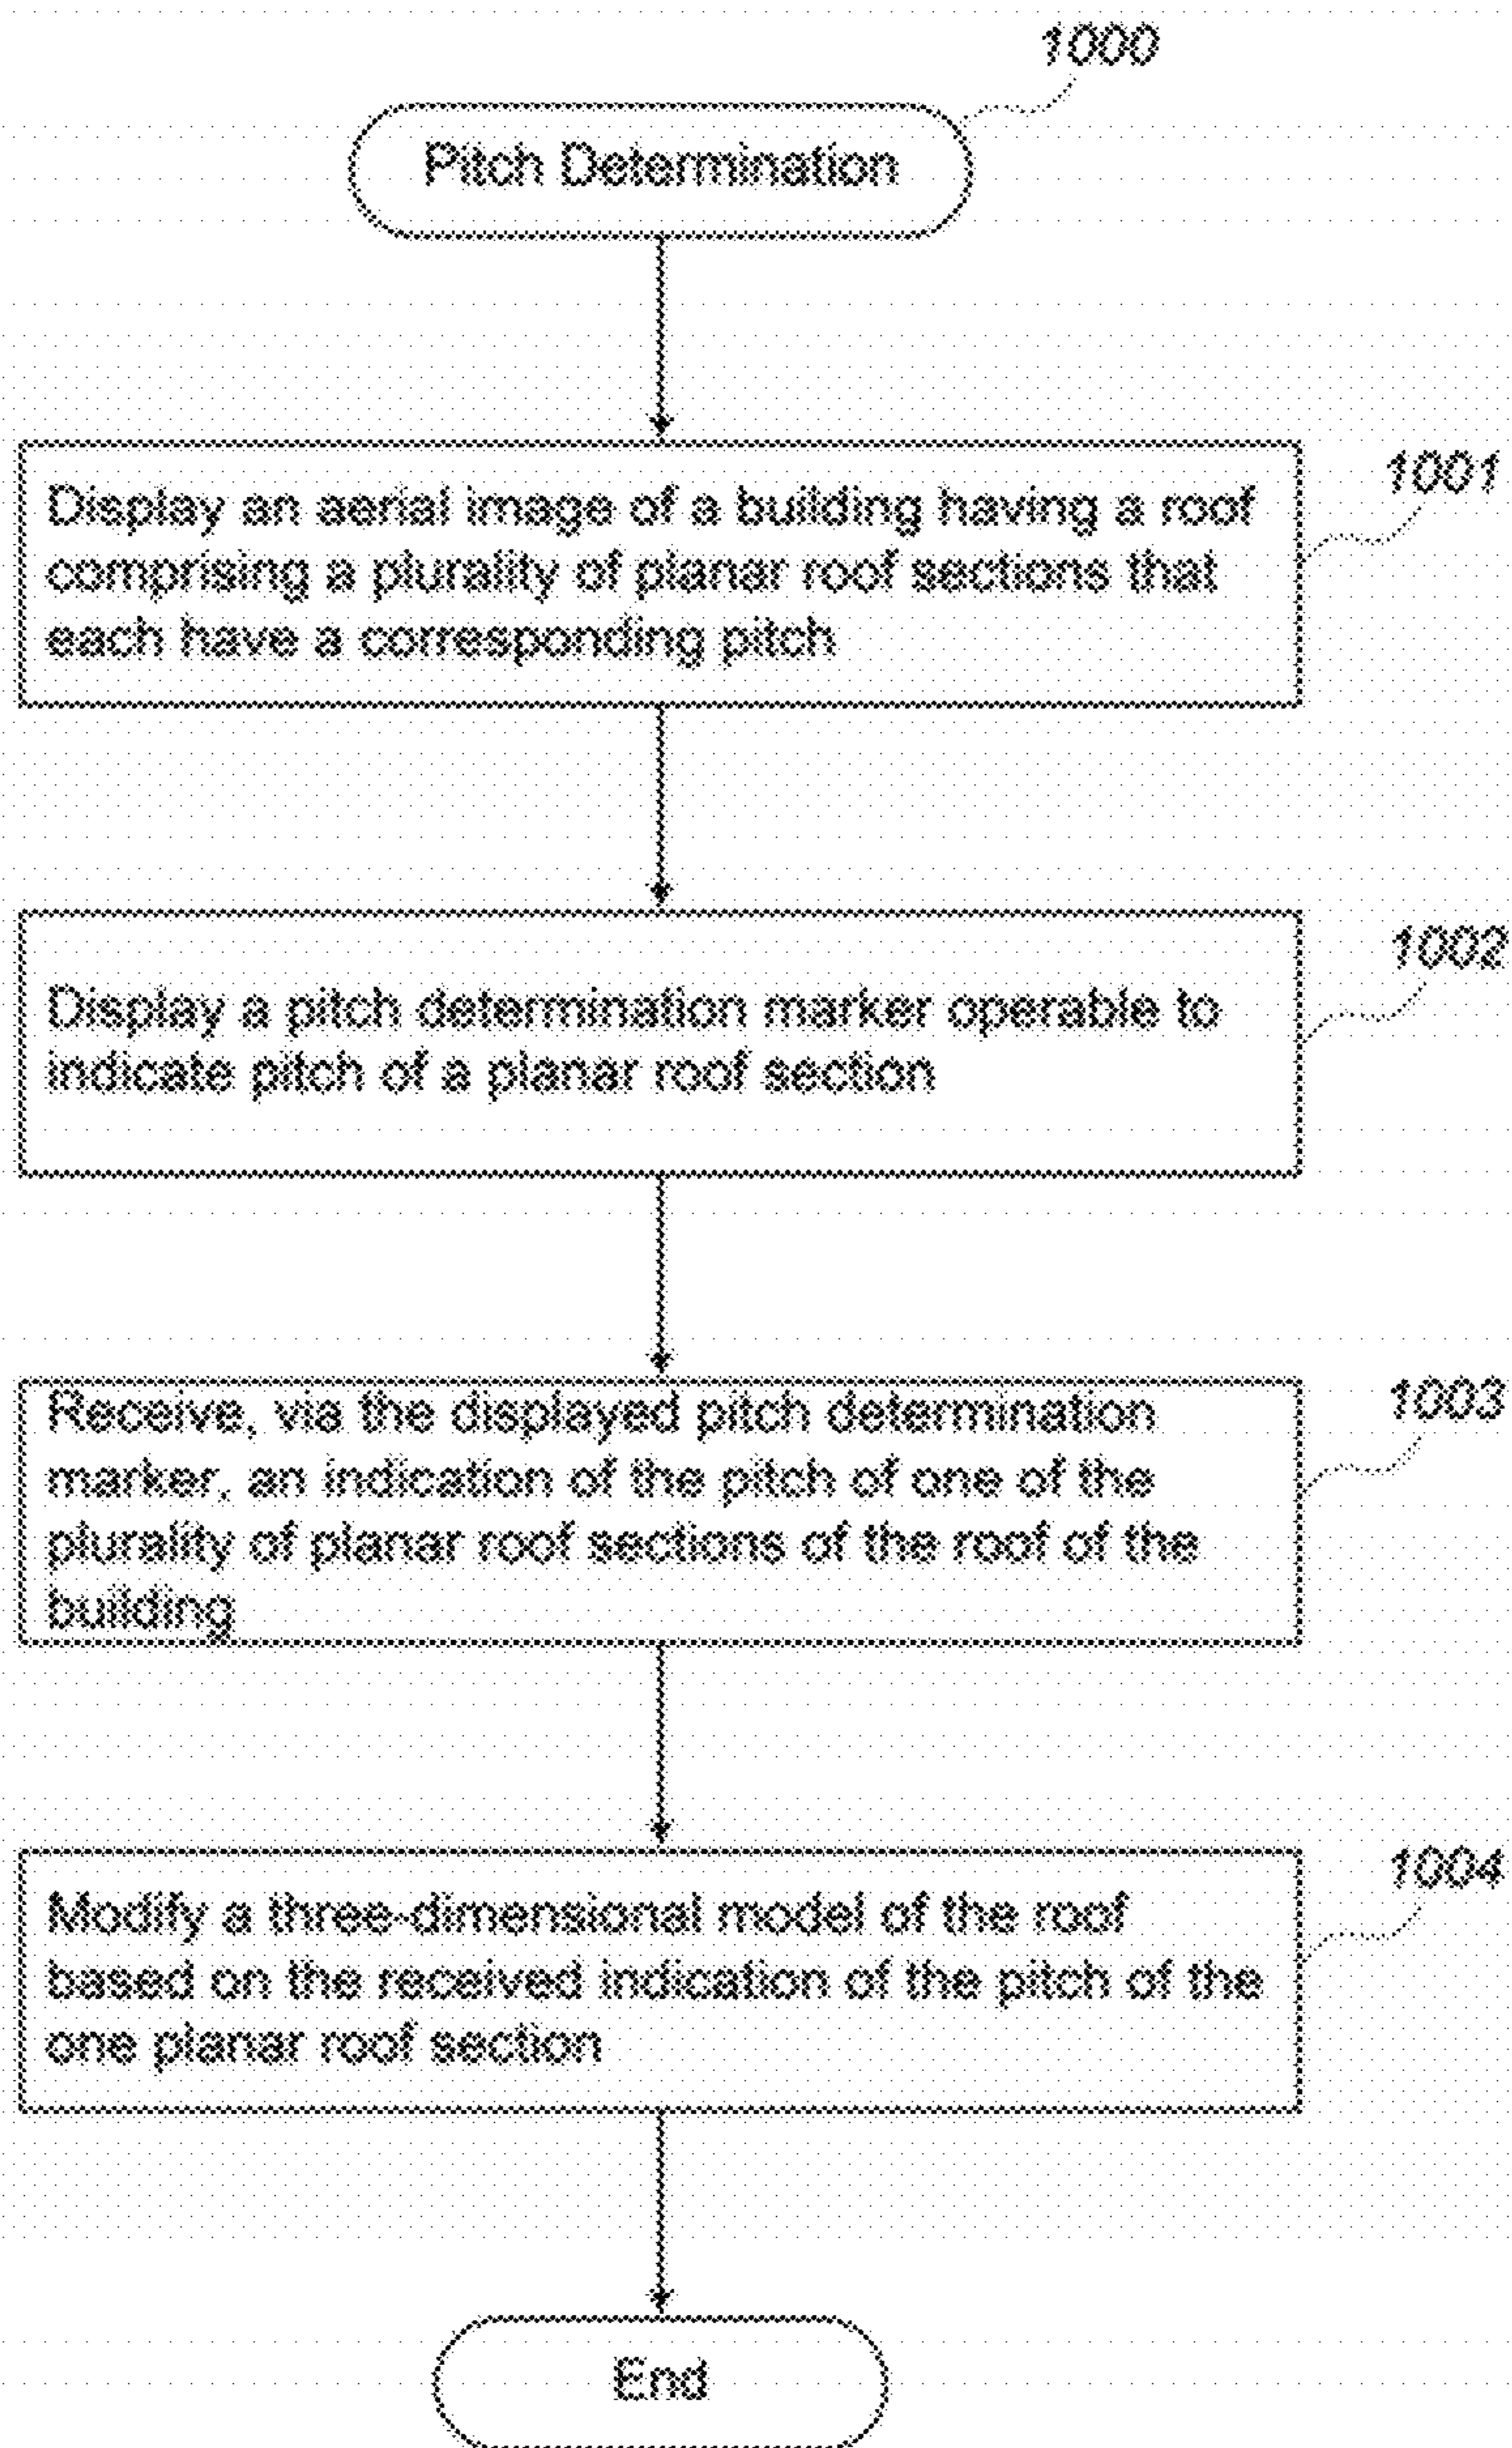 1000
Pitch Determination
1001
Display an aerial image of a building having a roof
comprising a plurality of planar roof sections that
each have a corresponding pitch
1002
Display a pitch determination marker operable to
indicate pitch of a planar roof section
1003
Receive, via the displayed pitch determination
marker, an indication of the pitch of one of the
plurality of planar roof sections of the roof of the
building
1004
Modify a three-dimensional model of the roof
based on the received indication of the pitch of the
one planar roof section
End